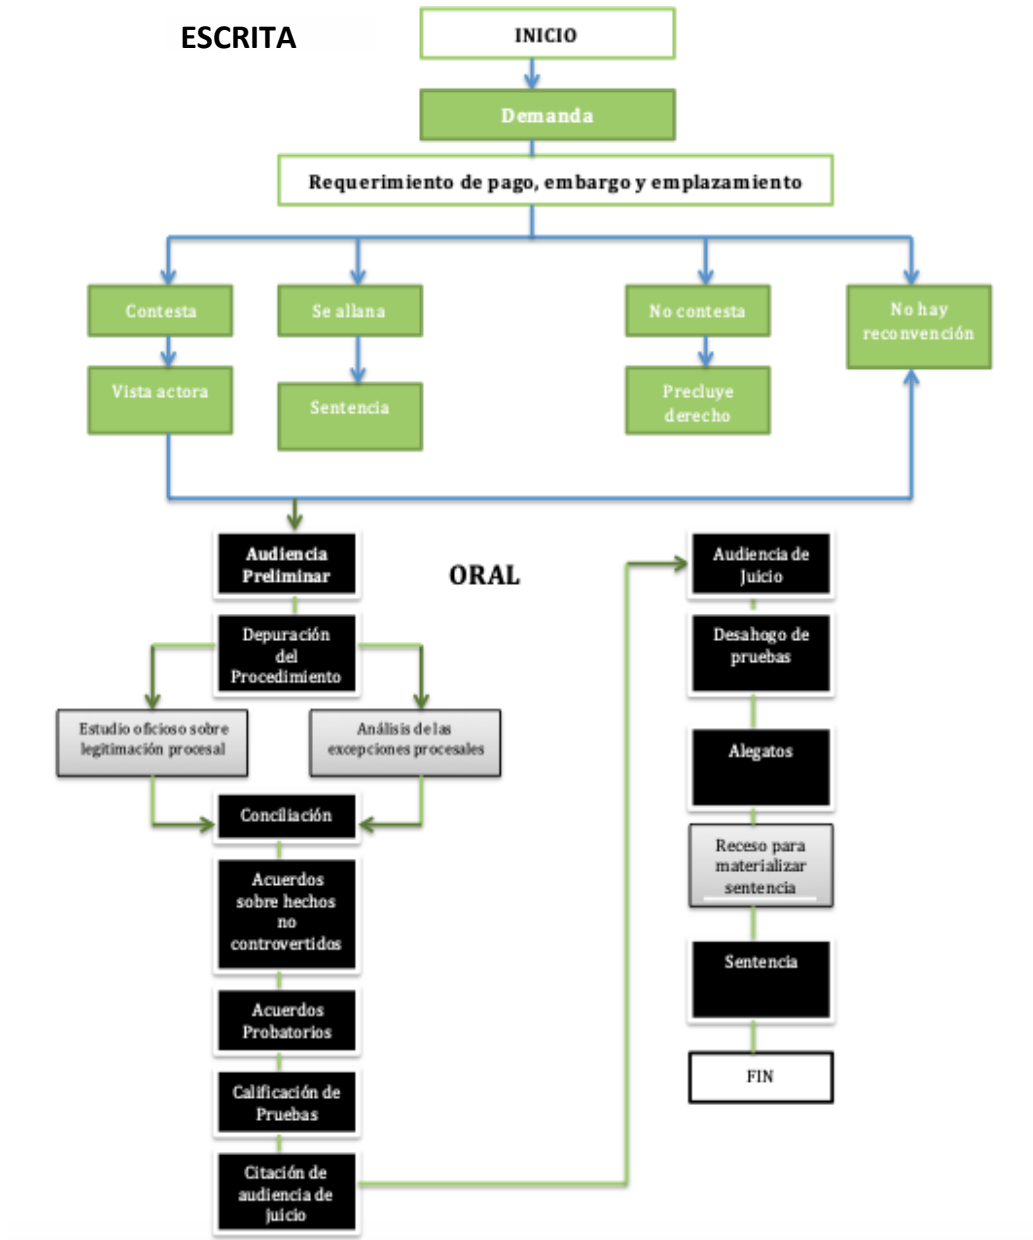 ESCRITA
INICIO
Demanda
Requerimiento de pago, embargo y emplazamiento
Contesta
Se allana
No contesta
No hay
reconvención
Vista actora
Sentencia
Precluye
derecho
Audiencia
Preliminar
ORAL
Depuración
del
Procedimiento
Estudio oficioso sobre
legitimación procesal
Análisis de las
excepciones procesales
Conciliación
Acuerdos
sobre hechos
no
controvertidos
Acuerdos
Probatorios
Calificación de
Pruebas
Citación de
audiencia de
juicio
Audiencia de
Juicio
Desahogo de
pruebas
Alegatos
Receso para
materializar
sentencia
Sentencia
FIN